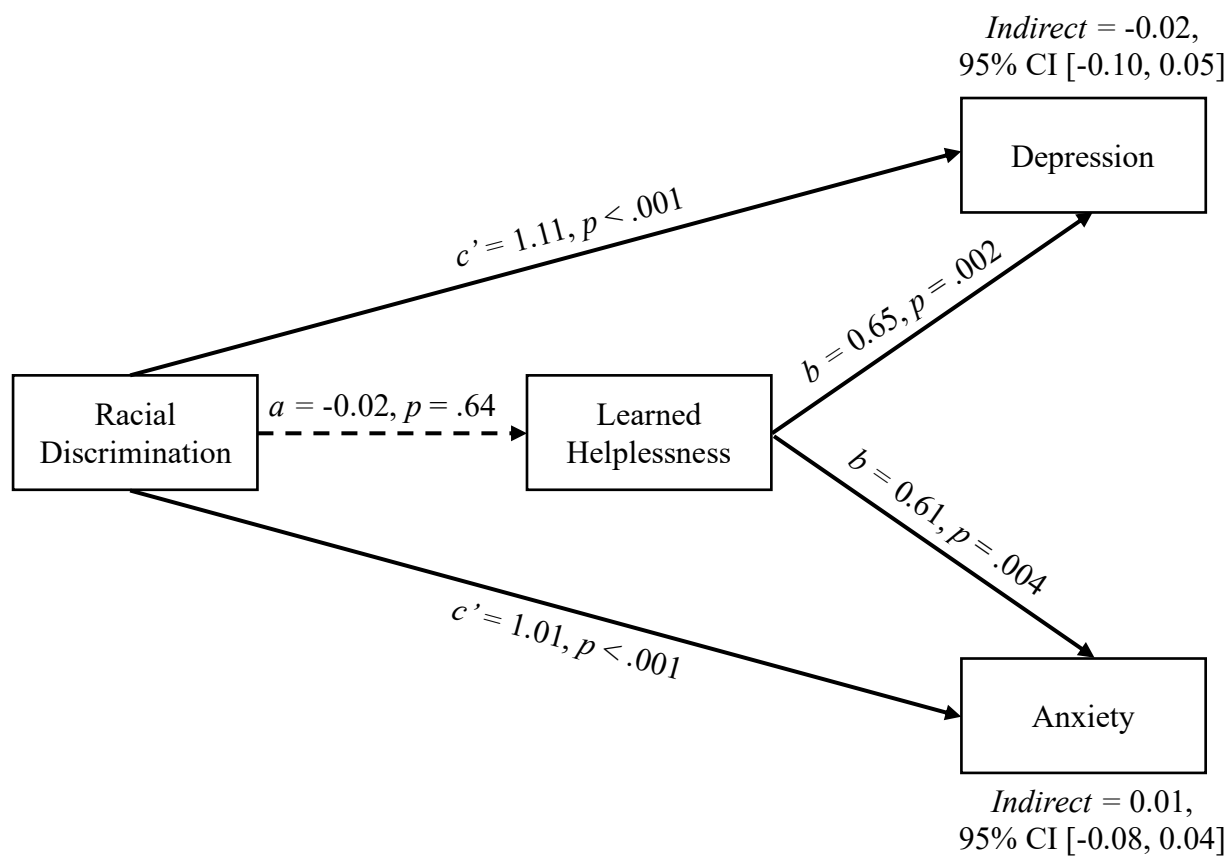 Indirect = -0.02,
95% CI [-0.10, 0.05]
Depression
c’ = 1.11, p < .001
b = 0.65, p = .002
Racial
Discrimination
a = -0.02, p = .64
Learned
Helplessness
b = 0.61, p = .004
c’ = 1.01, p < .001
Anxiety
Indirect = 0.01,
95% CI [-0.08, 0.04]